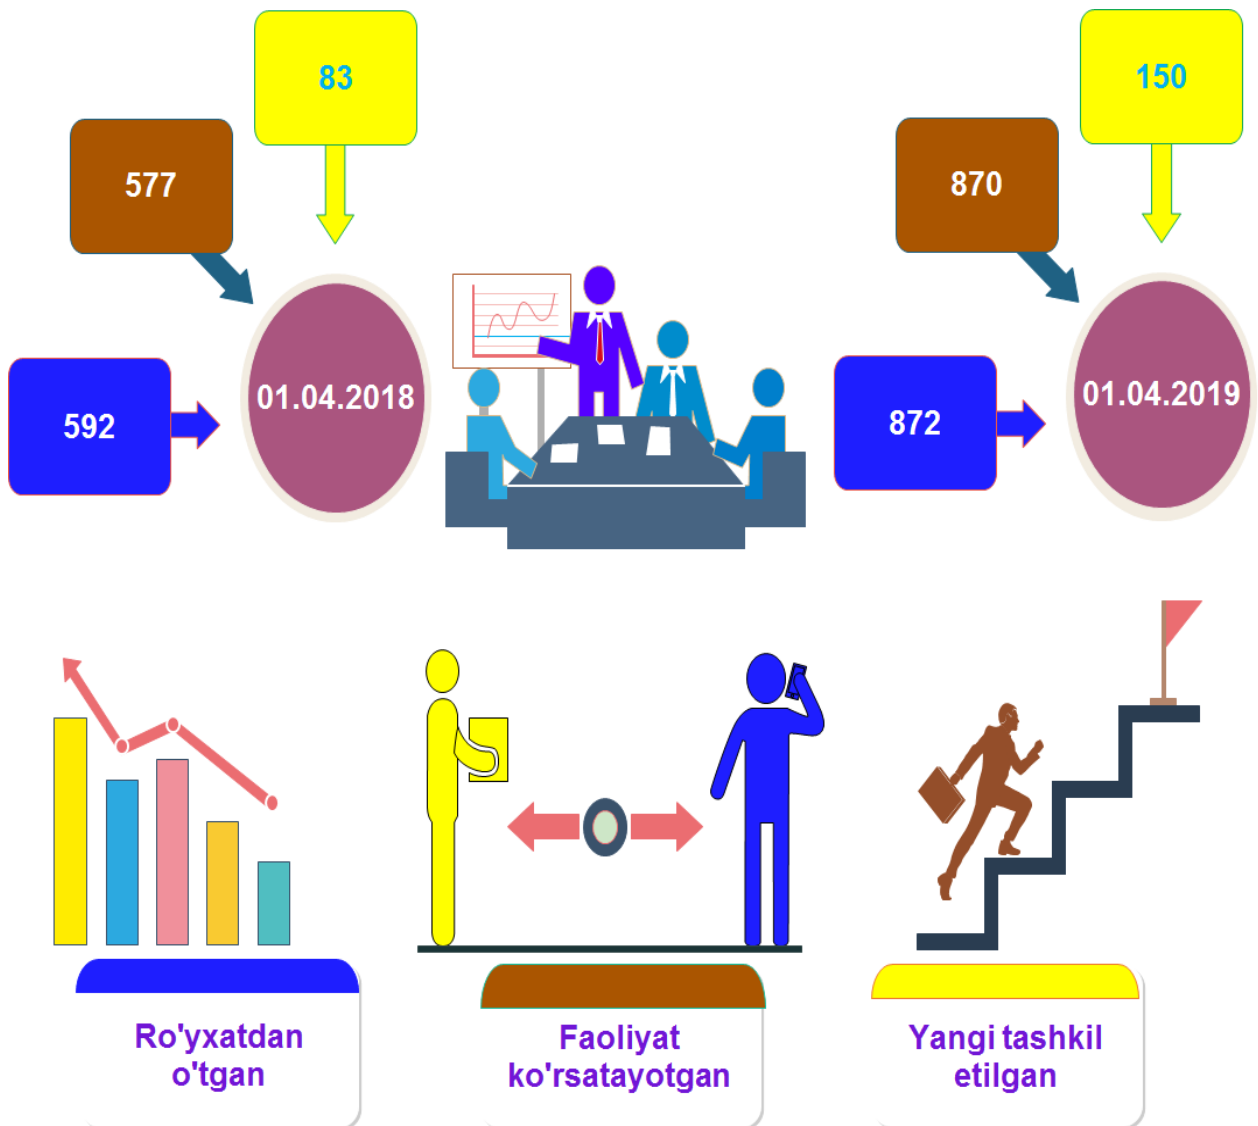 83
150
577
870
01.04.2018
01.04.2019
592
872
Ro'yxatdan
o'tgan
Faoliyat
ko'rsatayotgan
Yangi tashkil
etilgan